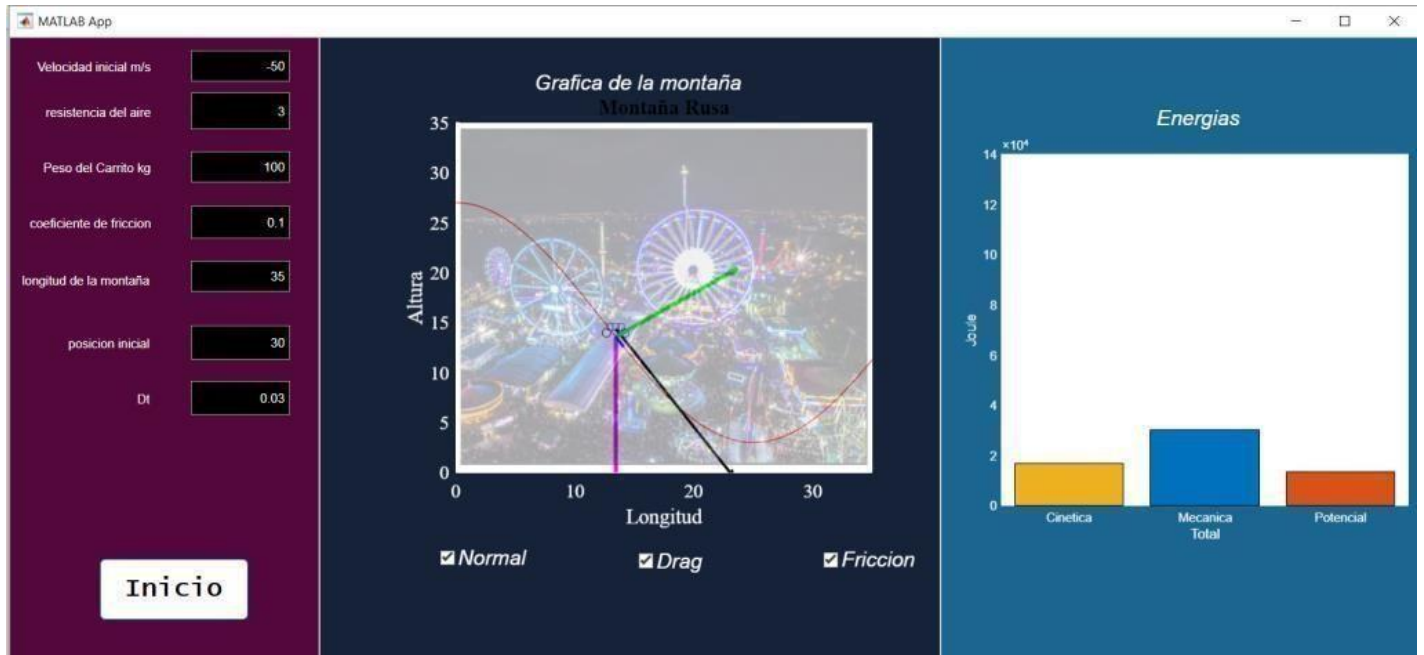 MATLAB App
Velocidad inicial m/s
-50
resistencia del aire
3
Peso del Carrito kg
100
coeficiente de friccion
0.1
longitud de la montaña
35
posicion inicial
30
Dt
0.03
Inicio
Grafica de la montaña
Montaña Rusa
35
30
25
20
15
10
5
0
Altura
0
10
20
30
Longitud
Normal
Drag
Friccion
Energias
×10⁴
14
12
10
8
6
4
2
0
Joule
Cinetica
Mecanica
Potencial
Total